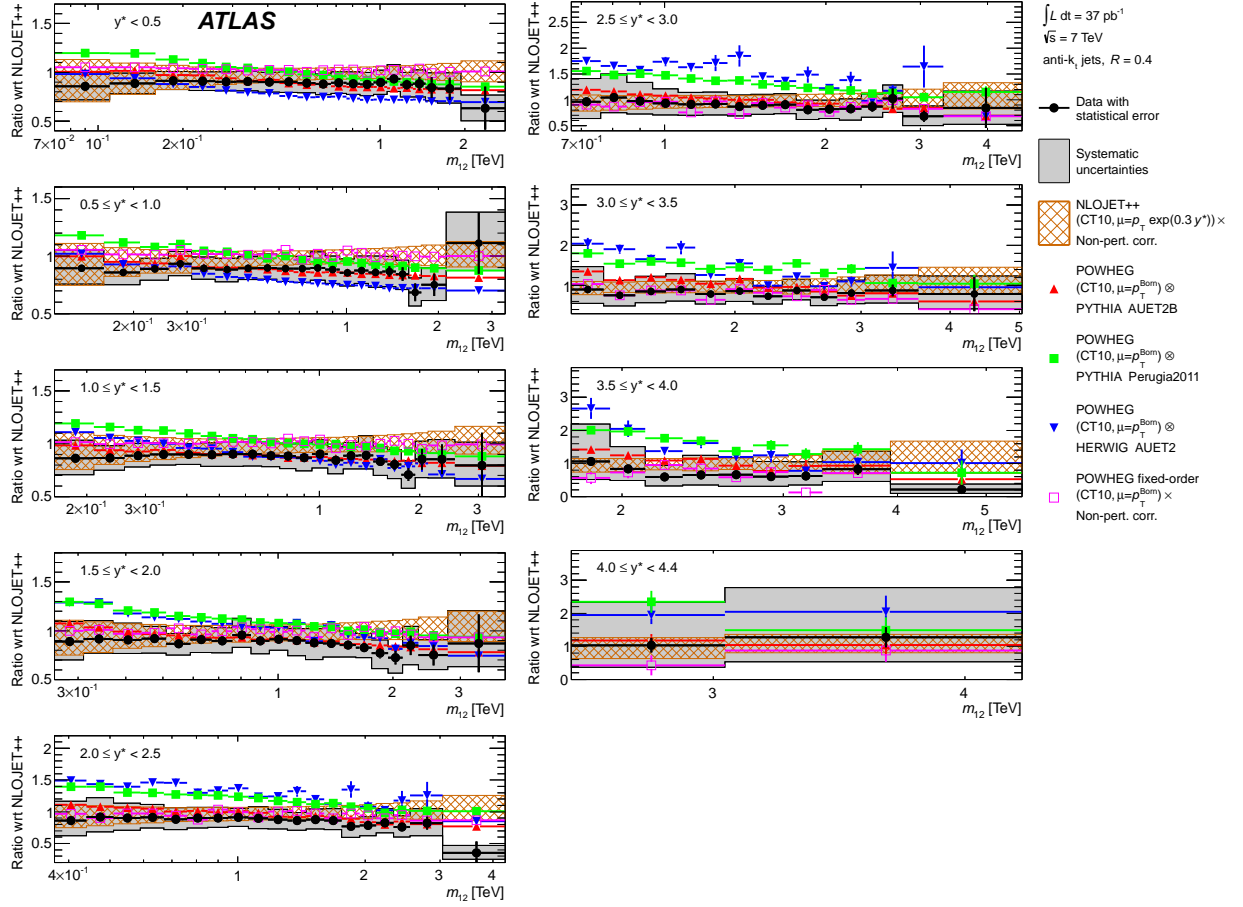 ATLAS
y* < 0.5
Ratio wrt NLOJET++
1.5
1
0.5
7×10⁻² 10⁻¹ 2×10⁻¹ 1 2
m₁₂ [TeV]
0.5 ≤ y* < 1.0
Ratio wrt NLOJET++
1.5
1
0.5
2×10⁻¹ 3×10⁻¹ 1 2 3
m₁₂ [TeV]
1.0 ≤ y* < 1.5
Ratio wrt NLOJET++
1.5
1
0.5
2×10⁻¹ 3×10⁻¹ 1 2 3
m₁₂ [TeV]
1.5 ≤ y* < 2.0
Ratio wrt NLOJET++
1.5
1
0.5
3×10⁻¹ 1 2 3 4
m₁₂ [TeV]
2.0 ≤ y* < 2.5
Ratio wrt NLOJET++
2
1.5
1
0.5
4×10⁻¹ 1 2 3 4
m₁₂ [TeV]
2.5 ≤ y* < 3.0
Ratio wrt NLOJET++
2.5
2
1.5
1
0.5
7×10⁻¹ 1 2 3 4
m₁₂ [TeV]
3.0 ≤ y* < 3.5
Ratio wrt NLOJET++
3
2
1
0
2 3 4 5
m₁₂ [TeV]
3.5 ≤ y* < 4.0
Ratio wrt NLOJET++
3
2
1
0
2 3 4 5
m₁₂ [TeV]
4.0 ≤ y* < 4.4
Ratio wrt NLOJET++
3
2
1
0
3 4
m₁₂ [TeV]
∫L dt = 37 pb⁻¹
√s = 7 TeV
anti-kₜ jets, R = 0.4
Data with
statistical error
Systematic
uncertainties
NLOJET++
(CT10, μ=p_T exp(0.3 y*)) ×
Non-pert. corr.
POWHEG
(CT10, μ=p_T^Born) ⊗
PYTHIA AUET2B
POWHEG
(CT10, μ=p_T^Born) ⊗
PYTHIA Perugia2011
POWHEG
(CT10, μ=p_T^Born) ⊗
HERWIG AUET2
POWHEG fixed-order
(CT10, μ=p_T^Born) ×
Non-pert. corr.